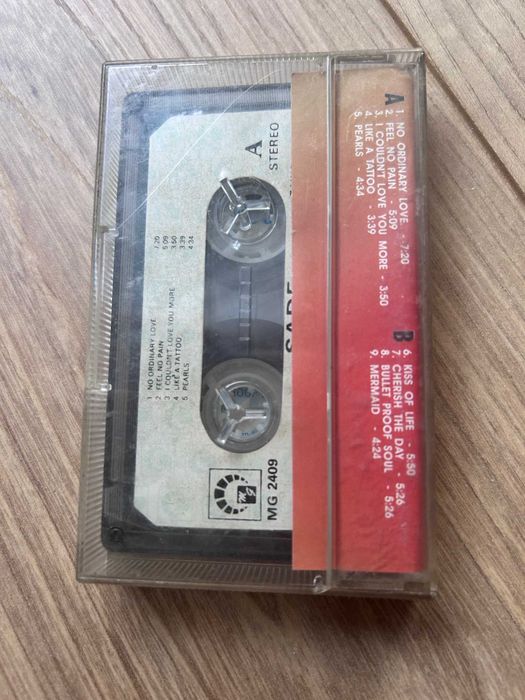 A
1. NO ORDINARY LOVE - 7.20
2. FEEL NO PAIN - 5:09
3. I COULDN'T LOVE YOU MORE - 3:50
4. LIKE A TATTOO - 3:39
5. PEARLS - 4:34
B
6. KISS OF LIFE - 5:50
7. CHERISH THE DAY - 5:26
8. BULLET PROOF SOUL - 5:26
9. MERMAID - 4:24
A
STEREO
SADE
1 NO ORDINARY LOVE 7.20
2 FEEL NO PAIN 5.09
3 I COULDN'T LOVE YOU MORE 3.50
4 LIKE A TATTOO 3.39
5 PEARLS 4.34
MG 2409